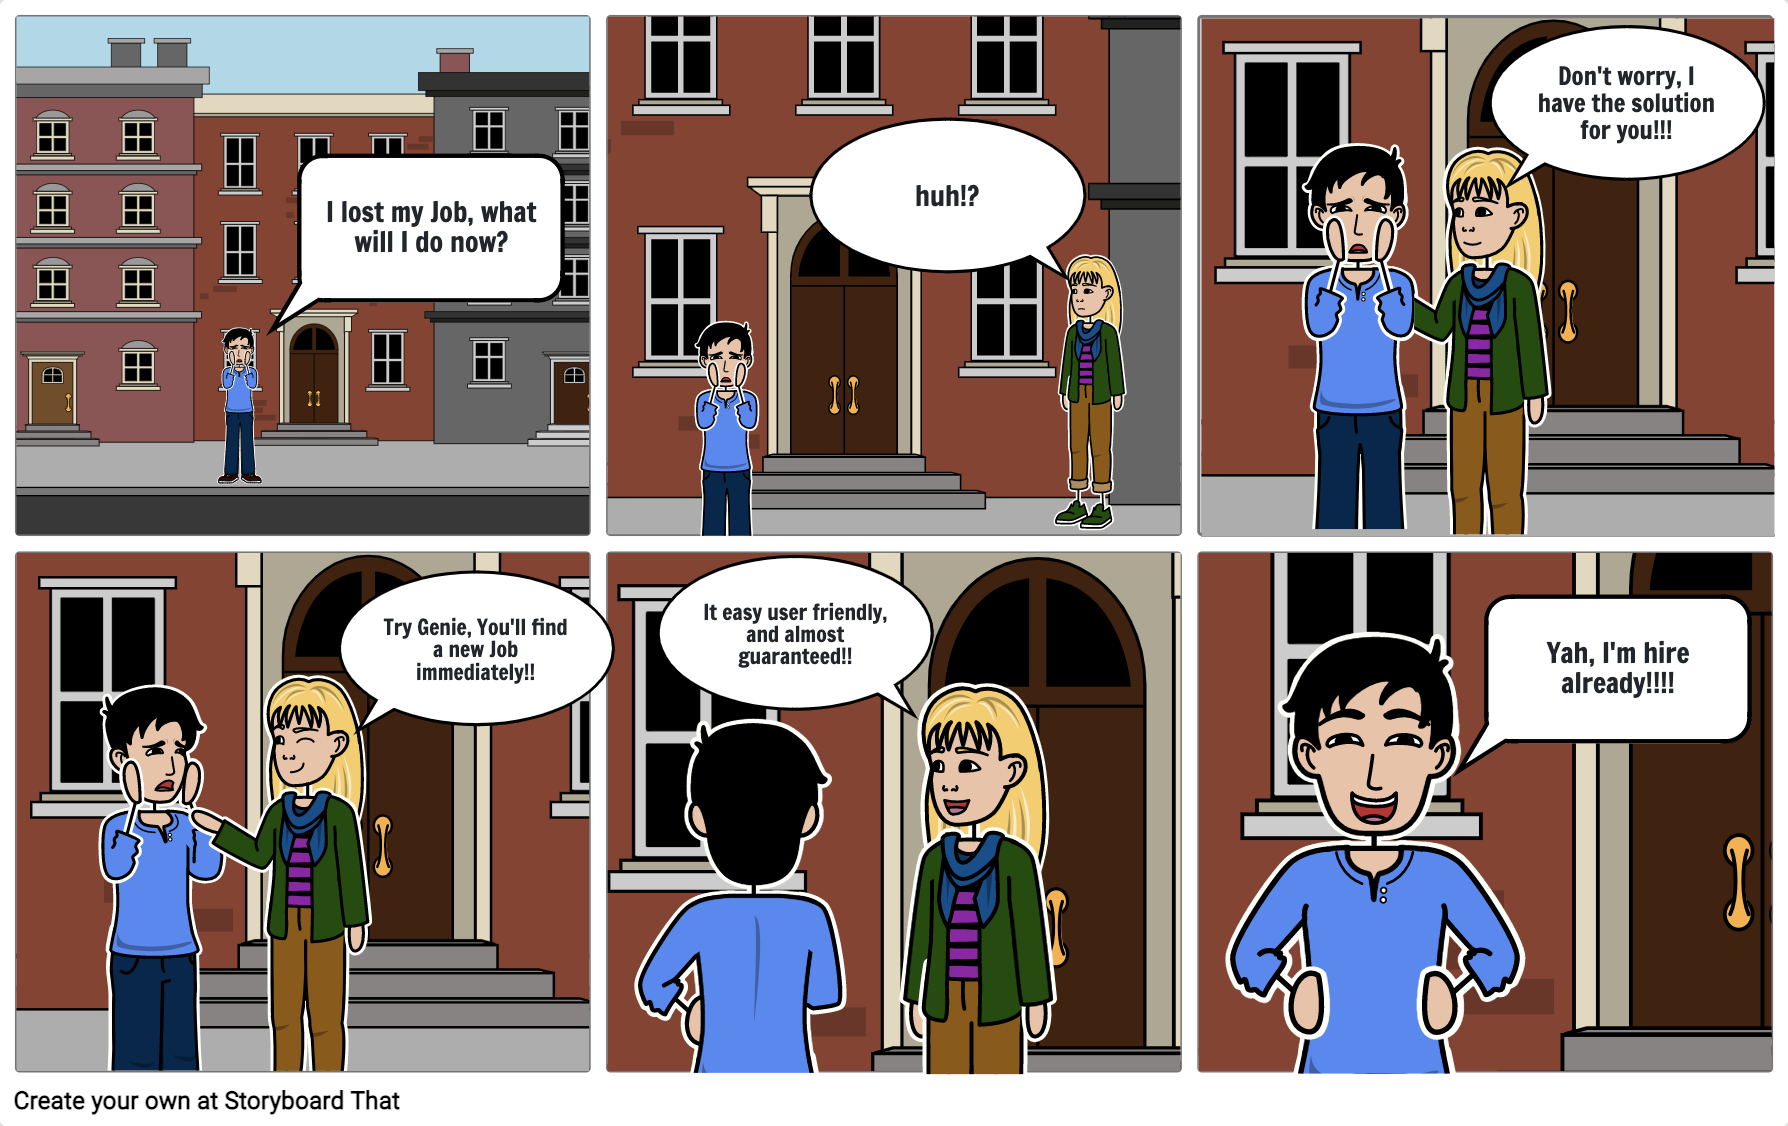 I lost my Job, what
will I do now?
huh!?
Don't worry, I
have the solution
for you!!!
Try Genie, You'll find
a new Job
immediately!!
It easy user friendly,
and almost
guaranteed!!
Yah, I'm hire
already!!!!
Create your own at Storyboard That